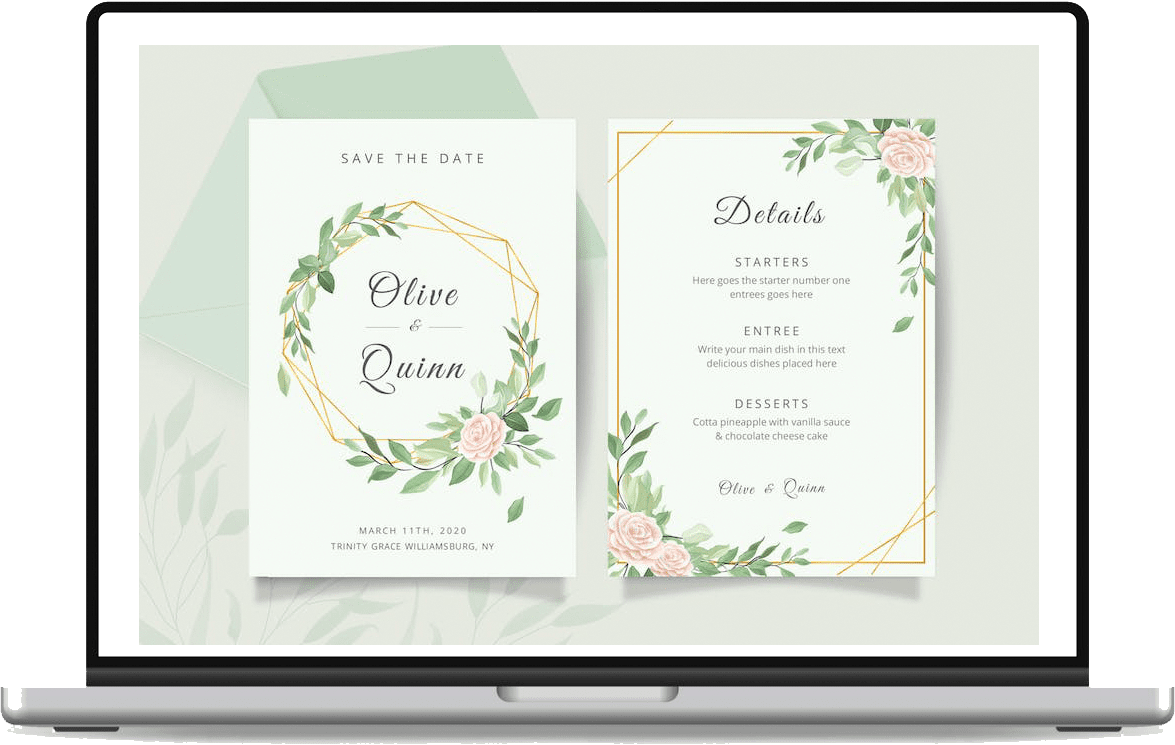 SAVE THE DATE
Olive
&
Quinn
MARCH 11TH, 2020
TRINITY GRACE WILLIAMSBURG, NY
Details
STARTERS
Here goes the starter number one
entrees goes here
ENTREE
Write your main dish in this text
delicious dishes placed here
DESSERTS
Cotta pineapple with vanilla sauce
& chocolate cheese cake
Olive & Quinn